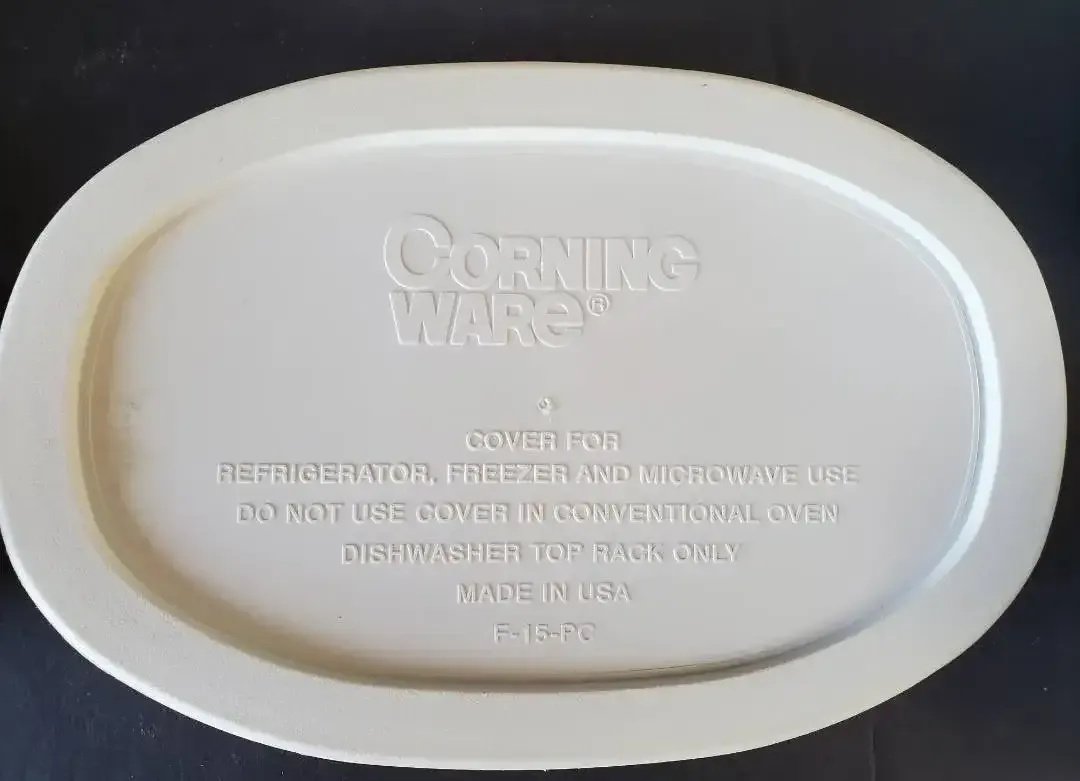 CORNING
WARe®
COVER FOR
REFRIGERATOR, FREEZER AND MICROWAVE USE
DO NOT USE COVER IN CONVENTIONAL OVEN
DISHWASHER TOP RACK ONLY
MADE IN USA
F-15-PC